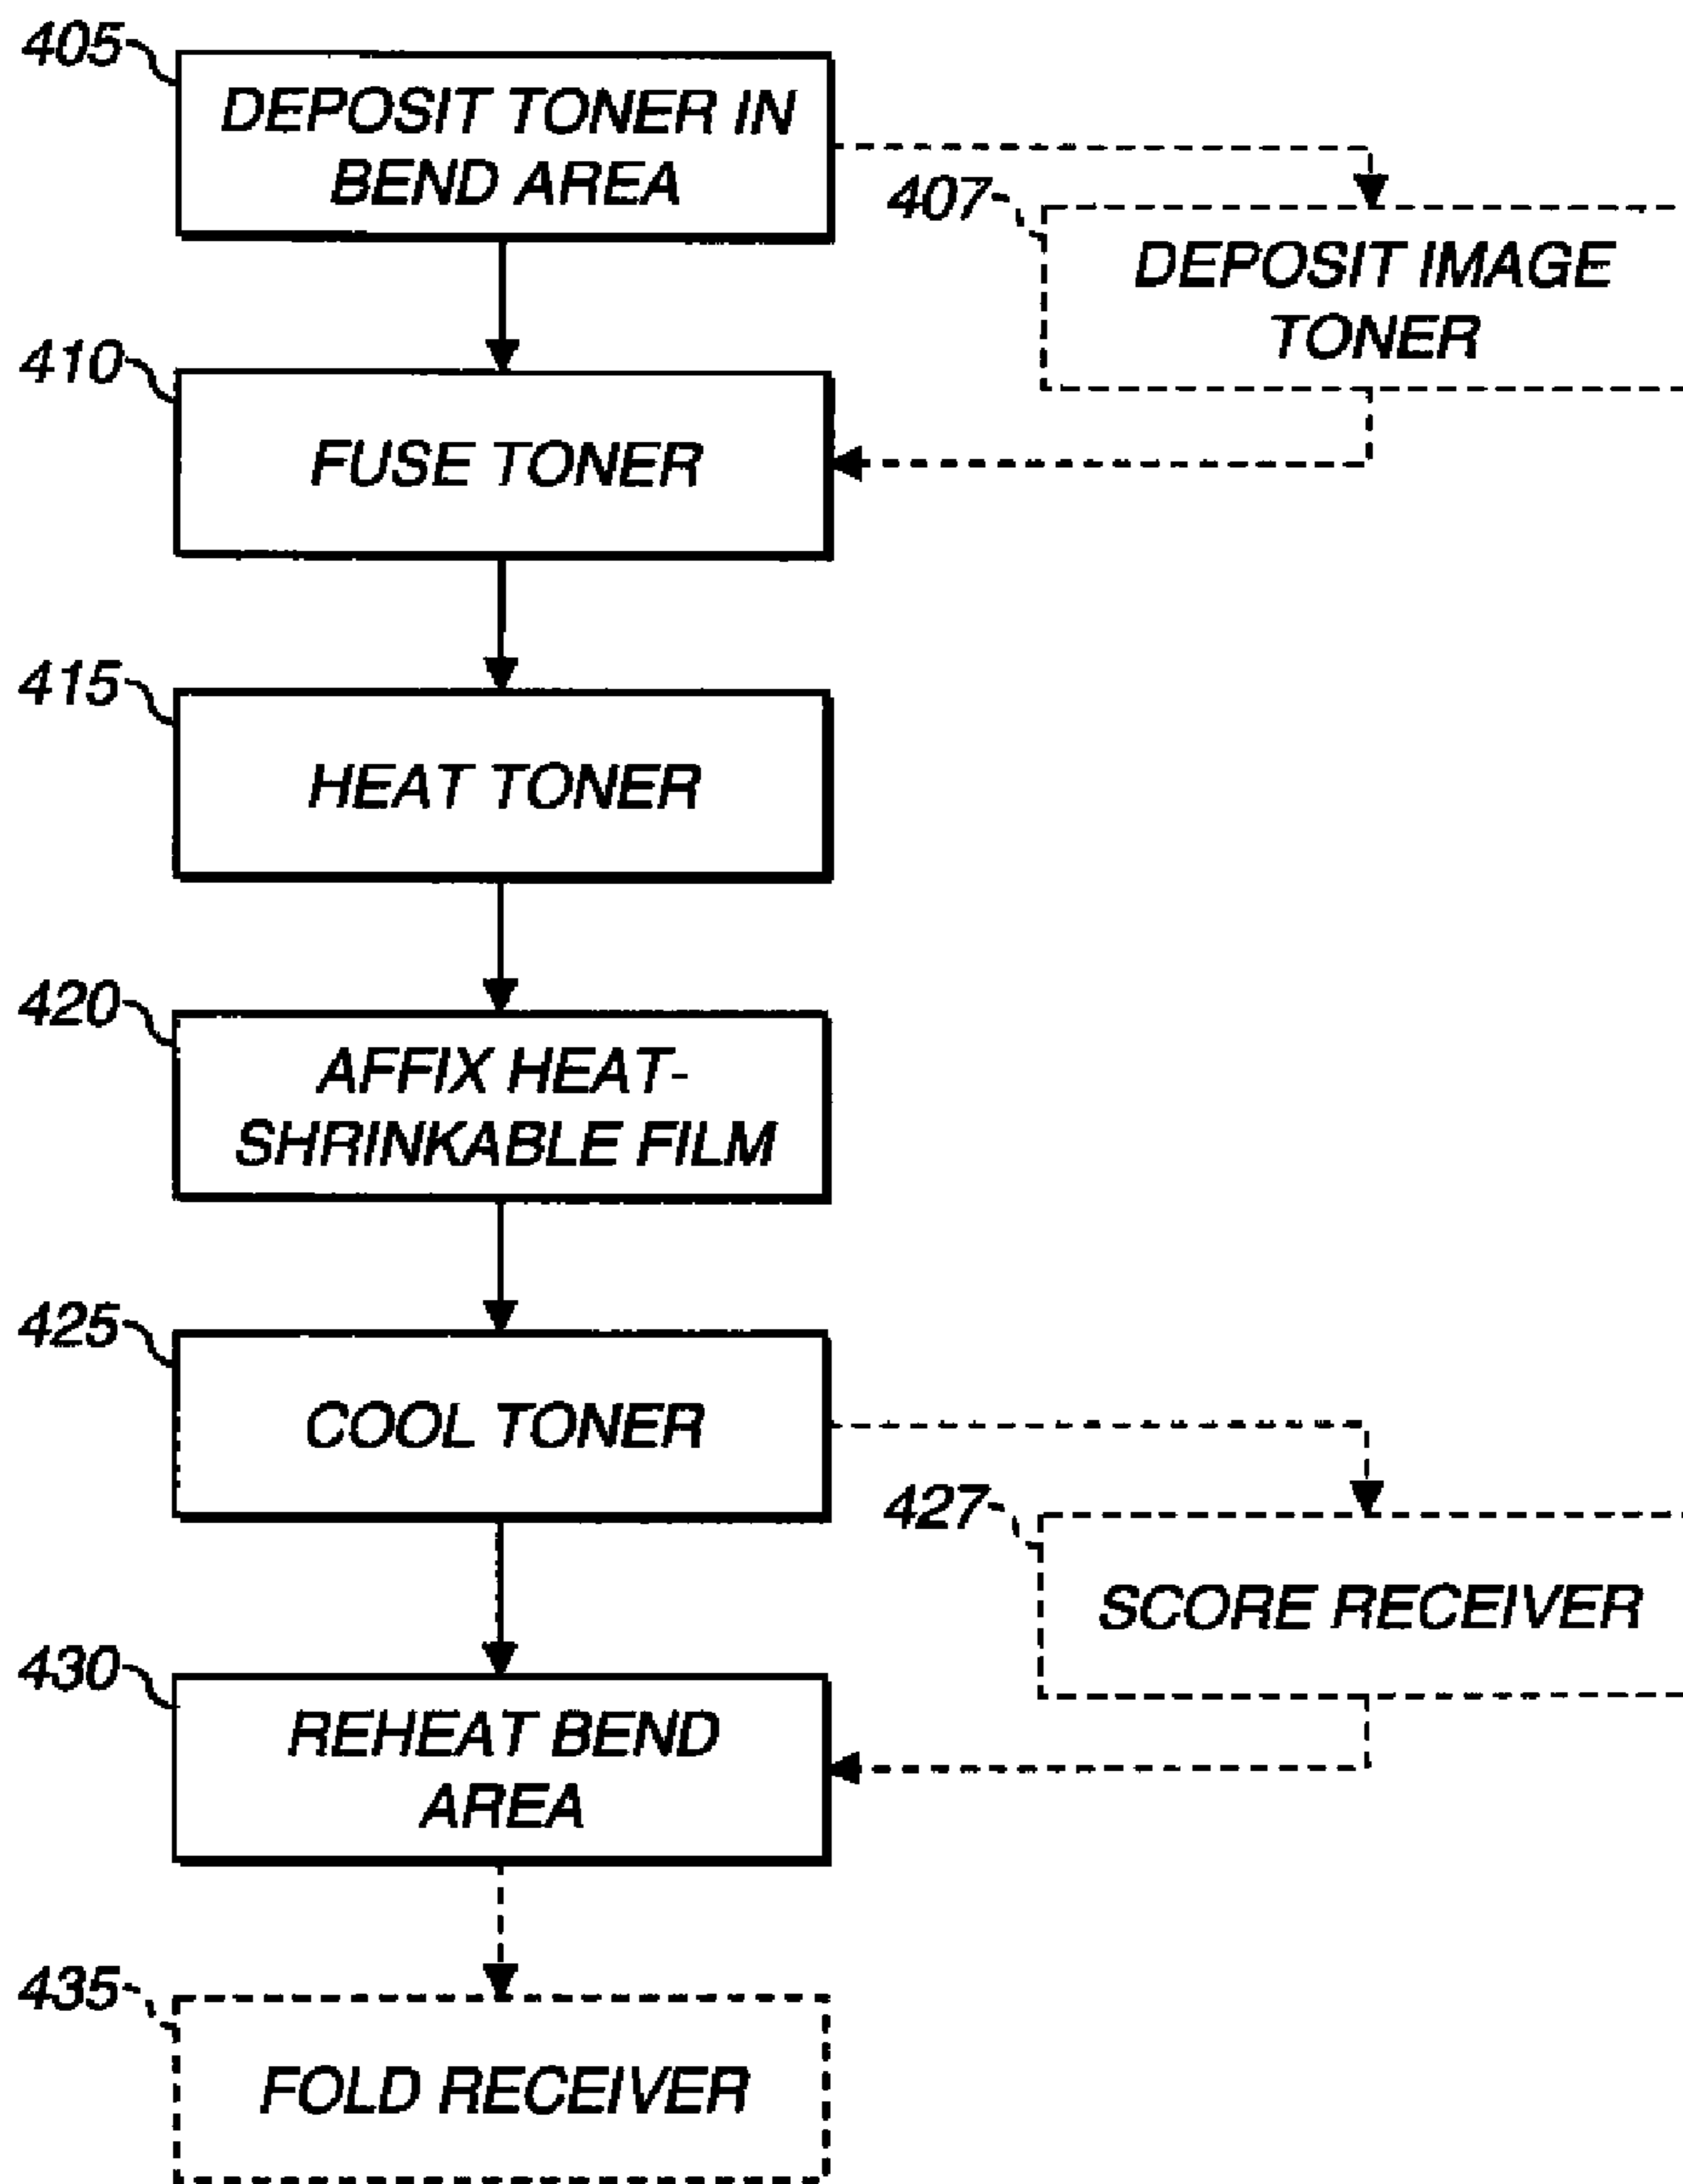 405
DEPOSIT TONER IN
BEND AREA
407
DEPOSIT IMAGE
TONER
410
FUSE TONER
415
HEAT TONER
420
AFFIX HEAT-
SHRINKABLE FILM
425
COOL TONER
427
SCORE RECEIVER
430
REHEAT BEND
AREA
435
FOLD RECEIVER